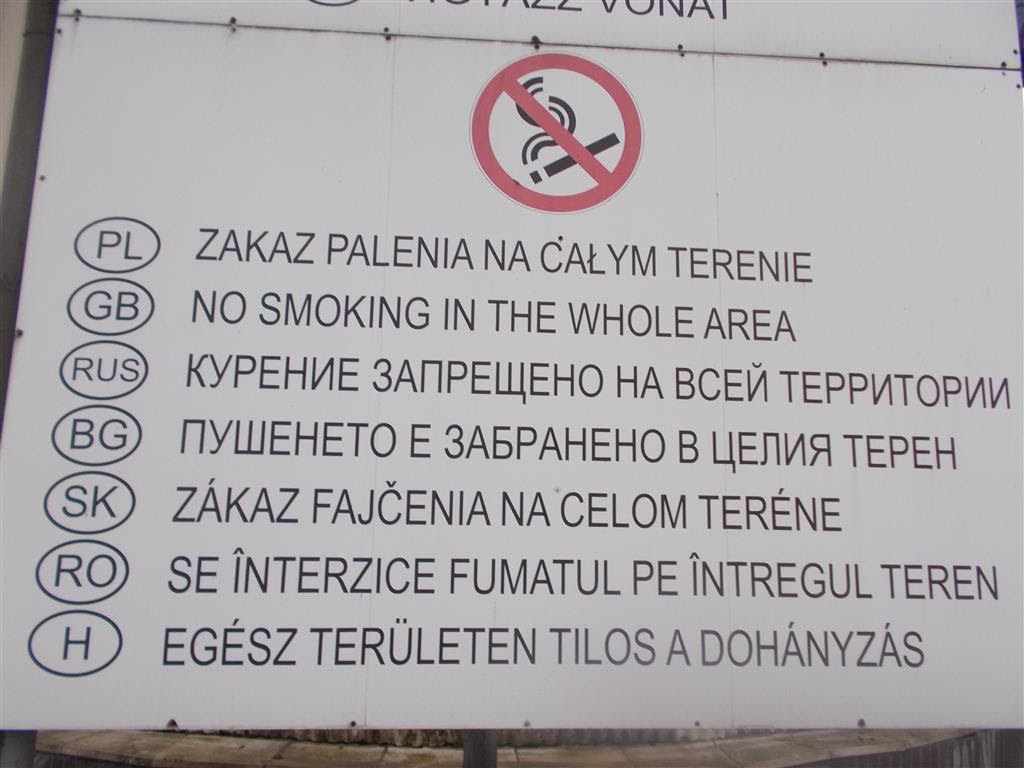 VONAT
PL ZAKAZ PALENIA NA CAŁYM TERENIE
GB NO SMOKING IN THE WHOLE AREA
RUS КУРЕНИЕ ЗАПРЕЩЕНО НА ВСЕЙ ТЕРРИТОРИИ
BG ПУШЕНЕТО Е ЗАБРАНЕНО В ЦЕЛИЯ ТЕРЕН
SK ZÁKAZ FAJČENIA NA CELOM TERÉNE
RO SE ÎNTERZICE FUMATUL PE ÎNTREGUL TEREN
H EGÉSZ TERÜLETEN TILOS A DOHÁNYZÁS